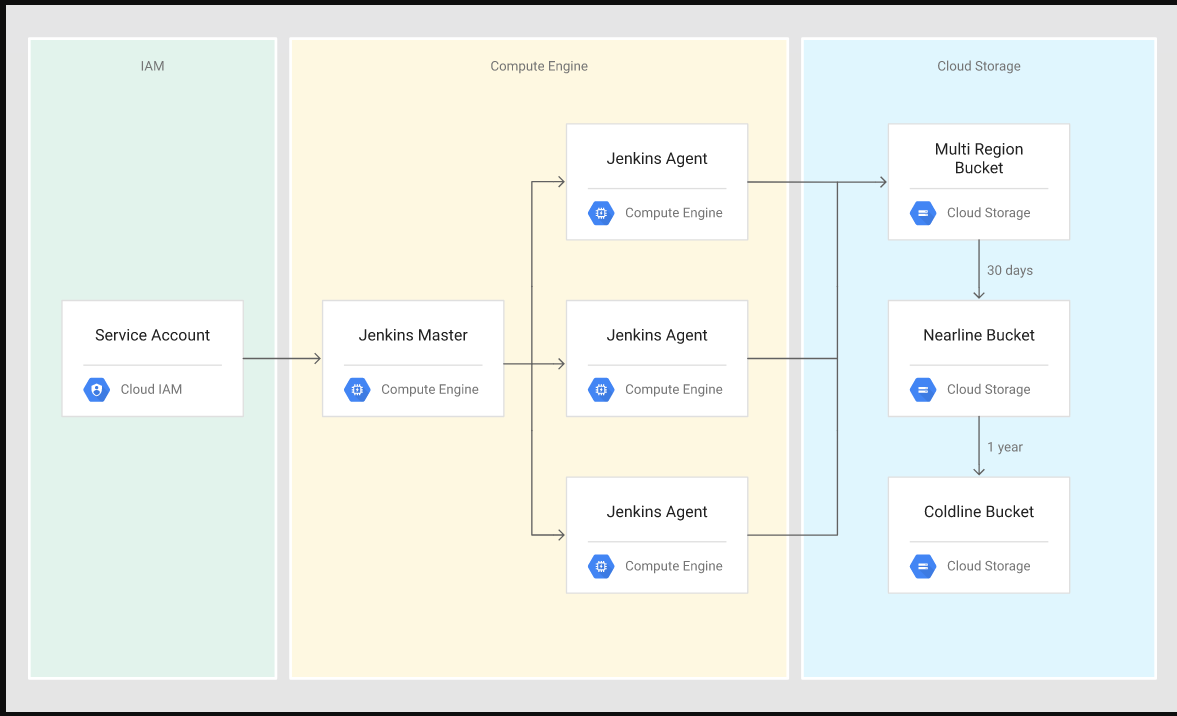 IAM
Service Account
Cloud IAM
Compute Engine
Jenkins Master
Compute Engine
Jenkins Agent
Compute Engine
Jenkins Agent
Compute Engine
Jenkins Agent
Compute Engine
Cloud Storage
Multi Region
Bucket
Cloud Storage
30 days
Nearline Bucket
Cloud Storage
1 year
Coldline Bucket
Cloud Storage